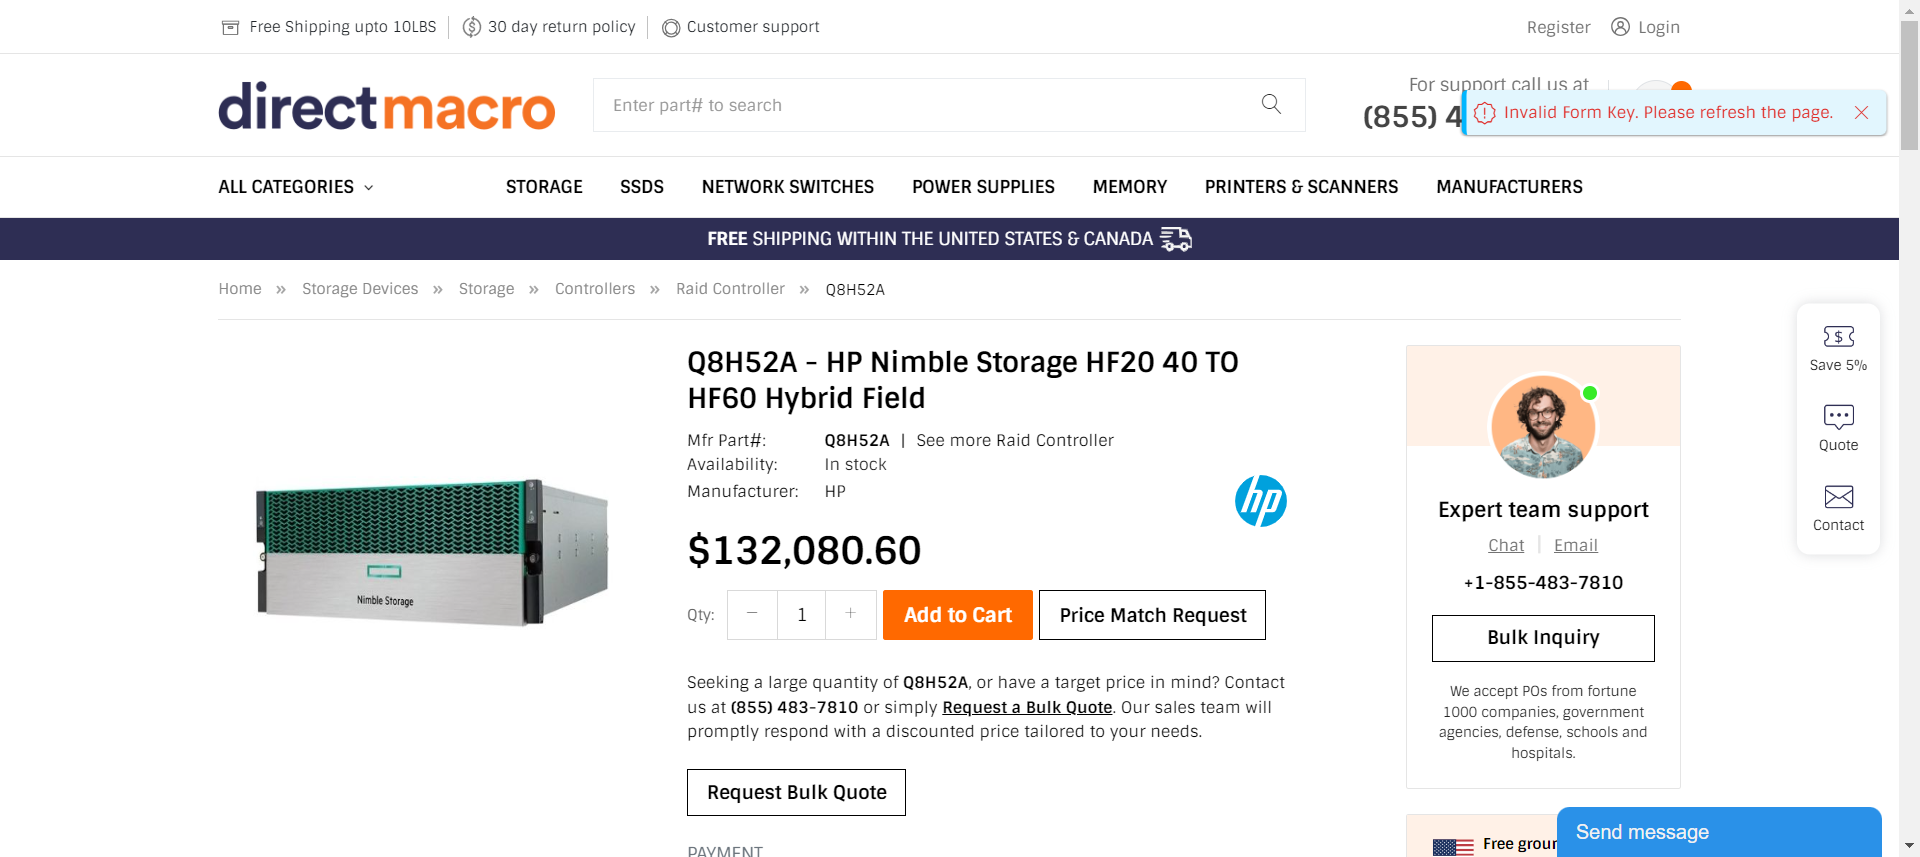 Free Shipping upto 10LBS
30 day return policy
Customer support
Register
Login
directmacro
Enter part# to search
For support call us at
(855) 4
Invalid Form Key. Please refresh the page.
ALL CATEGORIES
STORAGE
SSDS
NETWORK SWITCHES
POWER SUPPLIES
MEMORY
PRINTERS & SCANNERS
MANUFACTURERS
FREE SHIPPING WITHIN THE UNITED STATES & CANADA
Home » Storage Devices » Storage » Controllers » Raid Controller » Q8H52A
Nimble Storage
Q8H52A - HP Nimble Storage HF20 40 TO
HF60 Hybrid Field
Mfr Part#: Q8H52A | See more Raid Controller
Availability: In stock
Manufacturer: HP
hp
$132,080.60
Qty: − 1 +
Add to Cart
Price Match Request
Seeking a large quantity of Q8H52A, or have a target price in mind? Contact
us at (855) 483-7810 or simply Request a Bulk Quote. Our sales team will
promptly respond with a discounted price tailored to your needs.
Request Bulk Quote
PAYMENT
Expert team support
Chat | Email
+1-855-483-7810
Bulk Inquiry
We accept POs from fortune
1000 companies, government
agencies, defense, schools and
hospitals.
Free groun
Save 5%
Quote
Contact
Send message